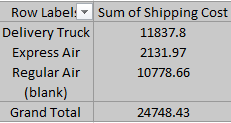 Row Label: Sum of Shipping Cost
Delivery Truck 11837.8
Express Air 2131.97
Regular Air 10778.66
(blank)
Grand Total 24748.43